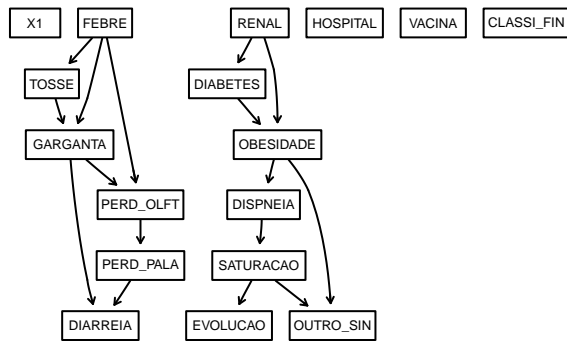 X1 FEBRE RENAL HOSPITAL VACINA CLASSI_FIN
TOSSE DIABETES
GARGANTA OBESIDADE
PERD_OLFT DISPNEIA
PERD_PALA SATURACAO
DIARREIA EVOLUCAO OUTRO_SIN